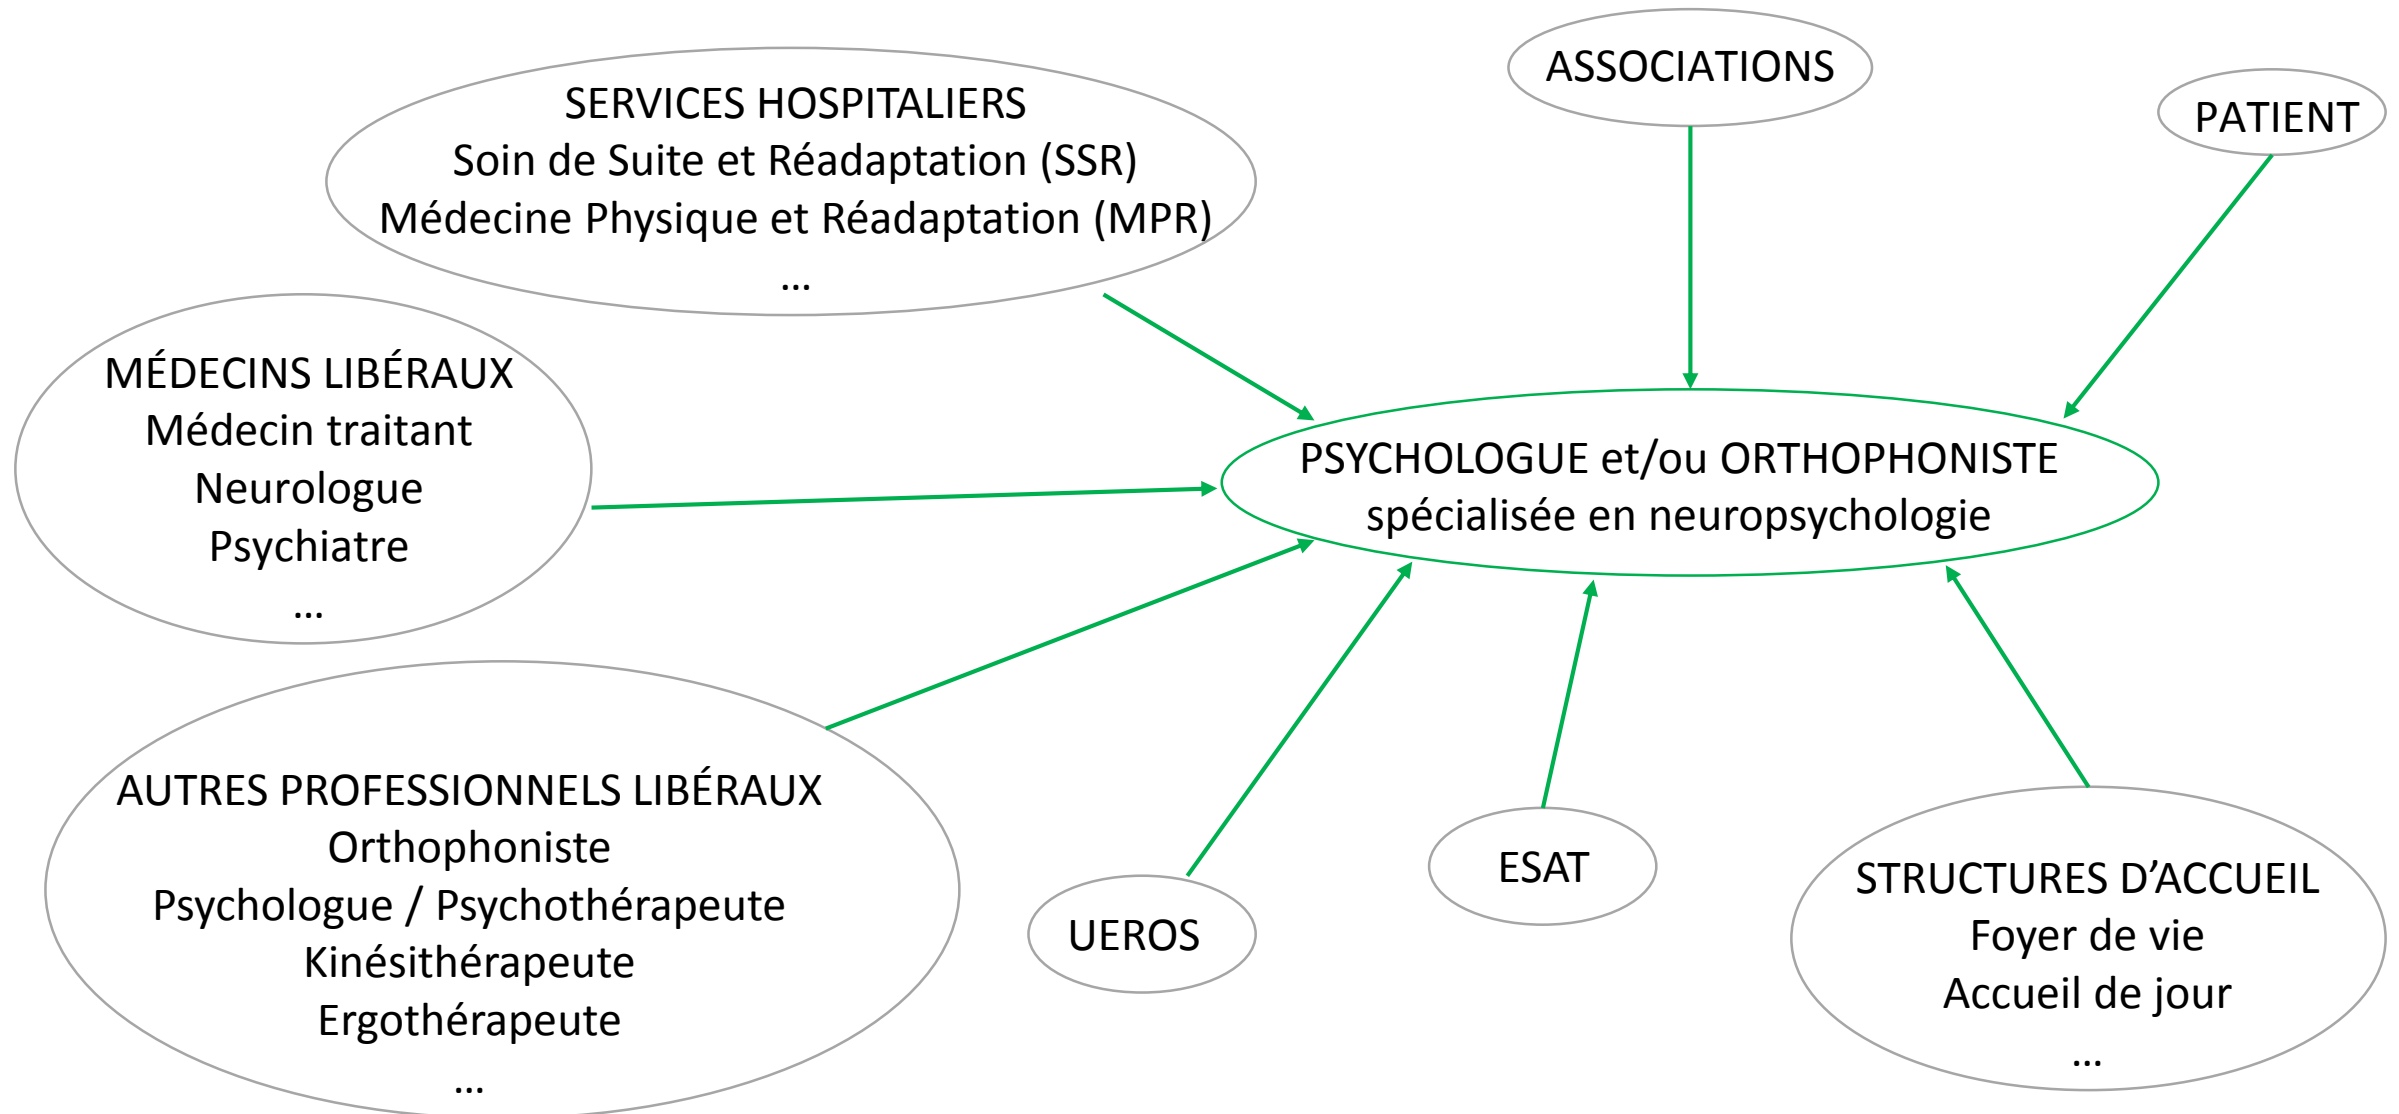 SERVICES HOSPITALIERS
Soin de Suite et Réadaptation (SSR)
Médecine Physique et Réadaptation (MPR)
...
ASSOCIATIONS
PATIENT
MÉDECINS LIBÉRAUX
Médecin traitant
Neurologue
Psychiatre
...
PSYCHOLOGUE et/ou ORTHOPHONISTE
spécialisée en neuropsychologie
AUTRES PROFESSIONNELS LIBÉRAUX
Orthophoniste
Psychologue / Psychothérapeute
Kinésithérapeute
Ergothérapeute
...
UEROS
ESAT
STRUCTURES D’ACCUEIL
Foyer de vie
Accueil de jour
...